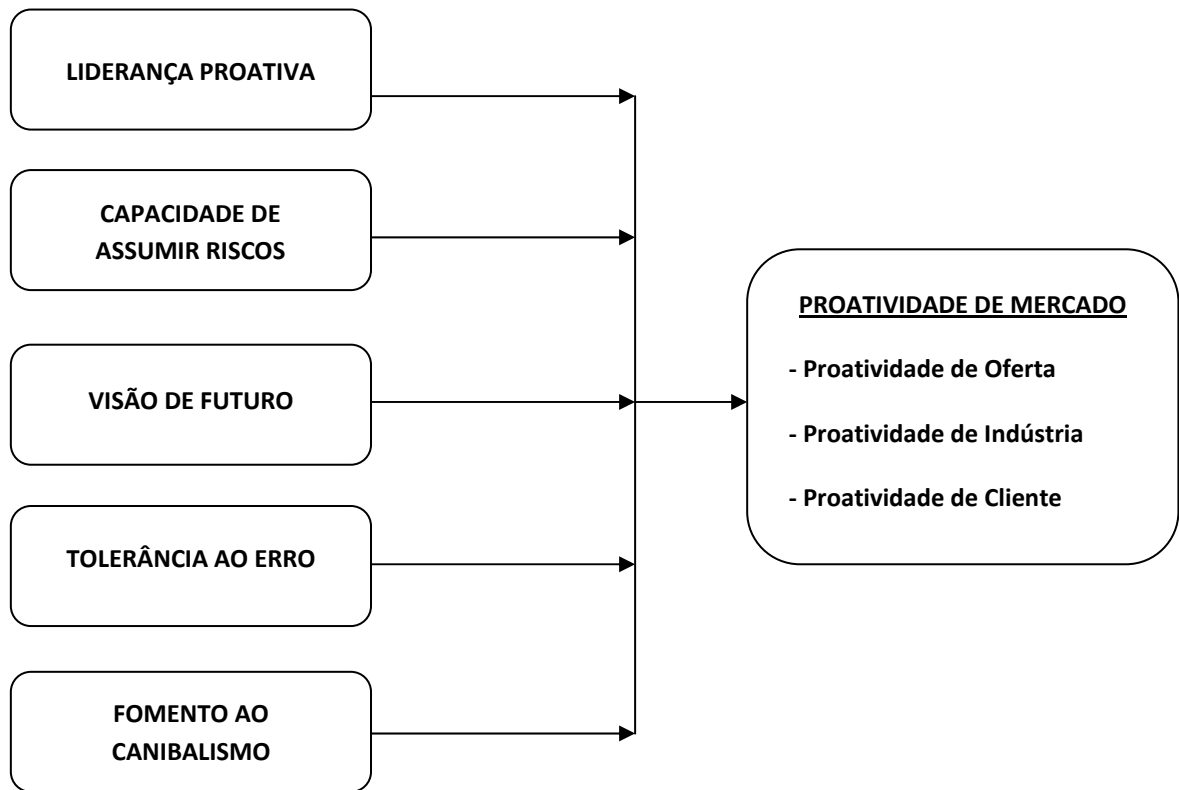 LIDERANÇA PROATIVA
CAPACIDADE DE
ASSUMIR RISCOS
VISÃO DE FUTURO
TOLERÂNCIA AO ERRO
FOMENTO AO
CANIBALISMO
PROATIVIDADE DE MERCADO
- Proatividade de Oferta
- Proatividade de Indústria
- Proatividade de Cliente